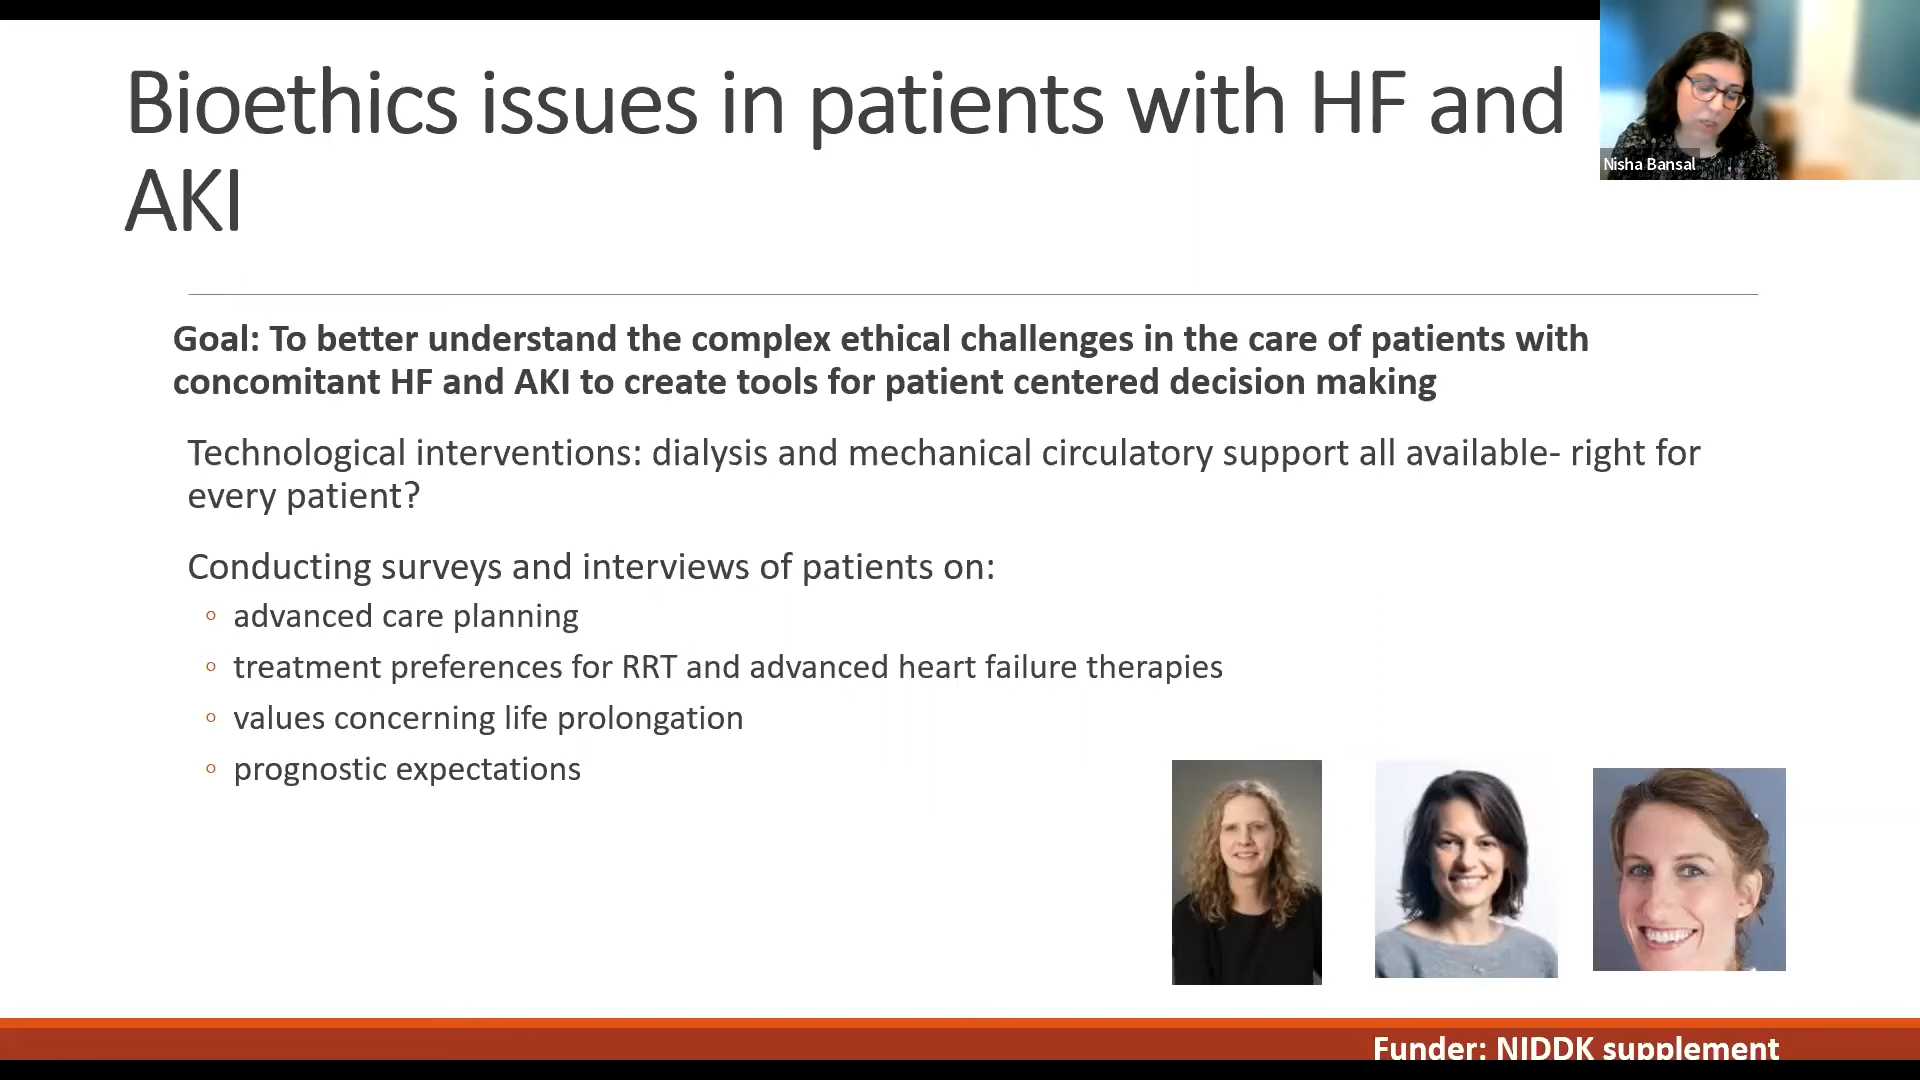 Bioethics issues in patients with HF and
AKI
Nisha Bansal
Goal: To better understand the complex ethical challenges in the care of patients with
concomitant HF and AKI to create tools for patient centered decision making
Technological interventions: dialysis and mechanical circulatory support all available- right for
every patient?
Conducting surveys and interviews of patients on:
◦ advanced care planning
◦ treatment preferences for RRT and advanced heart failure therapies
◦ values concerning life prolongation
◦ prognostic expectations
Funder: NIDDK supplement